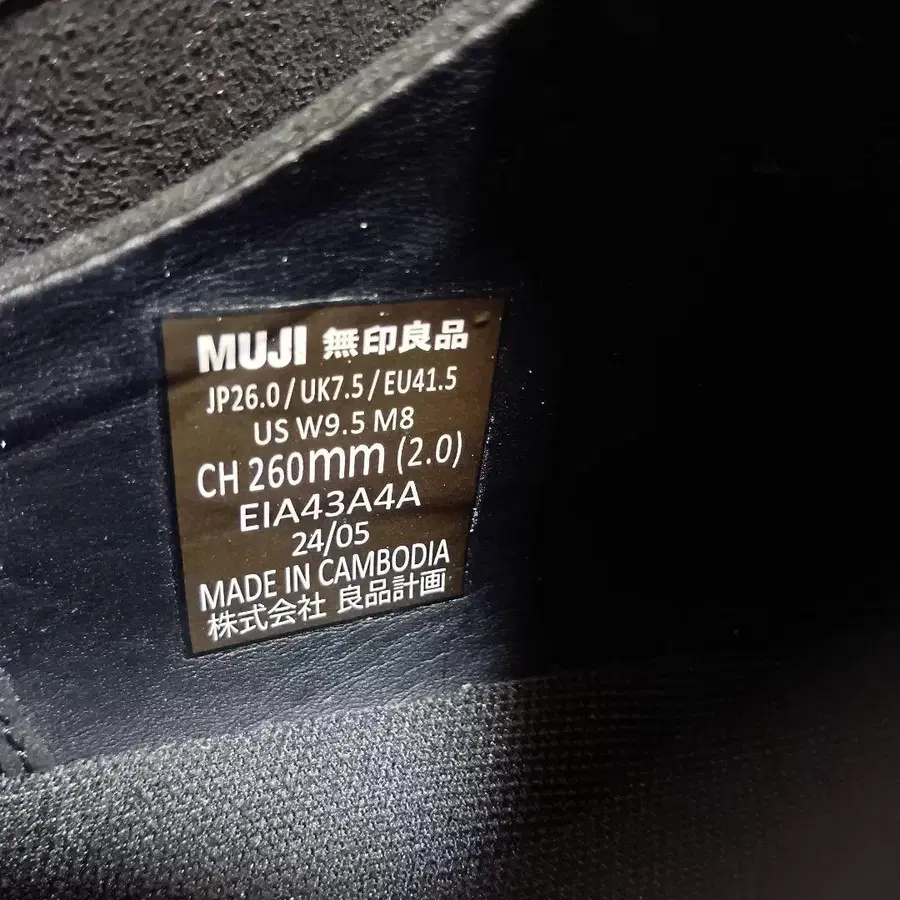 MUJI 無印良品
JP26.0/UK7.5/EU41.5
US W9.5 M8
CH 260mm (2.0)
EIA43A4A
24/05
MADE IN CAMBODIA
株式会社 良品計画